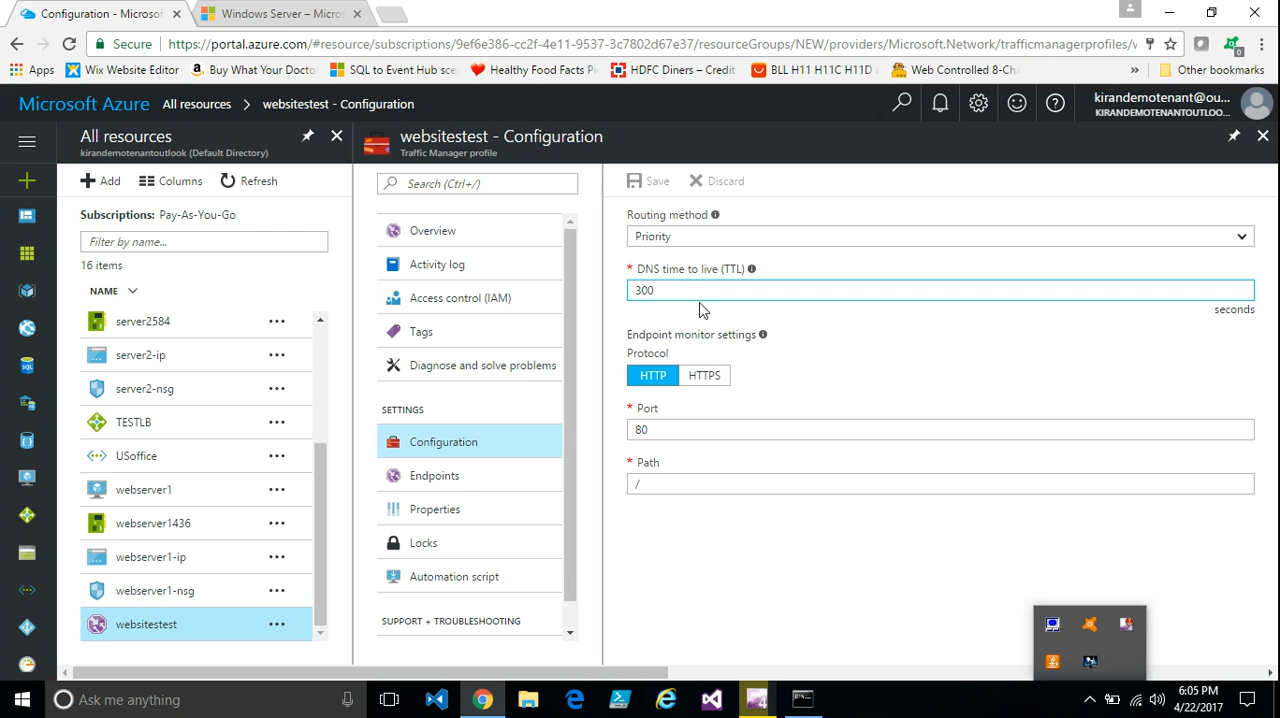 Configuration - Microsof
Windows Server – Micros
Secure
https://portal.azure.com/#resource/subscriptions/9ef6e386-cc2f-4e11-9537-3c7802d67e37/resourceGroups/NEW/providers/Microsoft.Network/trafficmanagerprofiles/w
Apps
Wix Website Editor
Buy What Your Docto
SQL to Event Hub sce
Healthy Food Facts Pi
HDFC Diners – Credit
BLL H11 H11C H11D a
Web Controlled 8-Cha
»
Other bookmarks
Microsoft Azure
All resources
websitestest - Configuration
kirandemotenant@ou...
KIRANDEMOTENANTOUTLOO...
All resources
kirandemotenantoutlook (Default Directory)
websitestest - Configuration
Traffic Manager profile
Add
Columns
Refresh
Search (Ctrl+/)
Save
Discard
Subscriptions: Pay-As-You-Go
Filter by name...
16 items
NAME
server2584
server2-ip
server2-nsg
TESTLB
USoffice
webserver1
webserver1436
webserver1-ip
webserver1-nsg
websitestest
Overview
Activity log
Access control (IAM)
Tags
Diagnose and solve problems
SETTINGS
Configuration
Endpoints
Properties
Locks
Automation script
SUPPORT + TROUBLESHOOTING
Routing method
Priority
* DNS time to live (TTL)
300
seconds
Endpoint monitor settings
Protocol
HTTP
HTTPS
* Port
80
* Path
/
Ask me anything
6:05 PM
4/22/2017